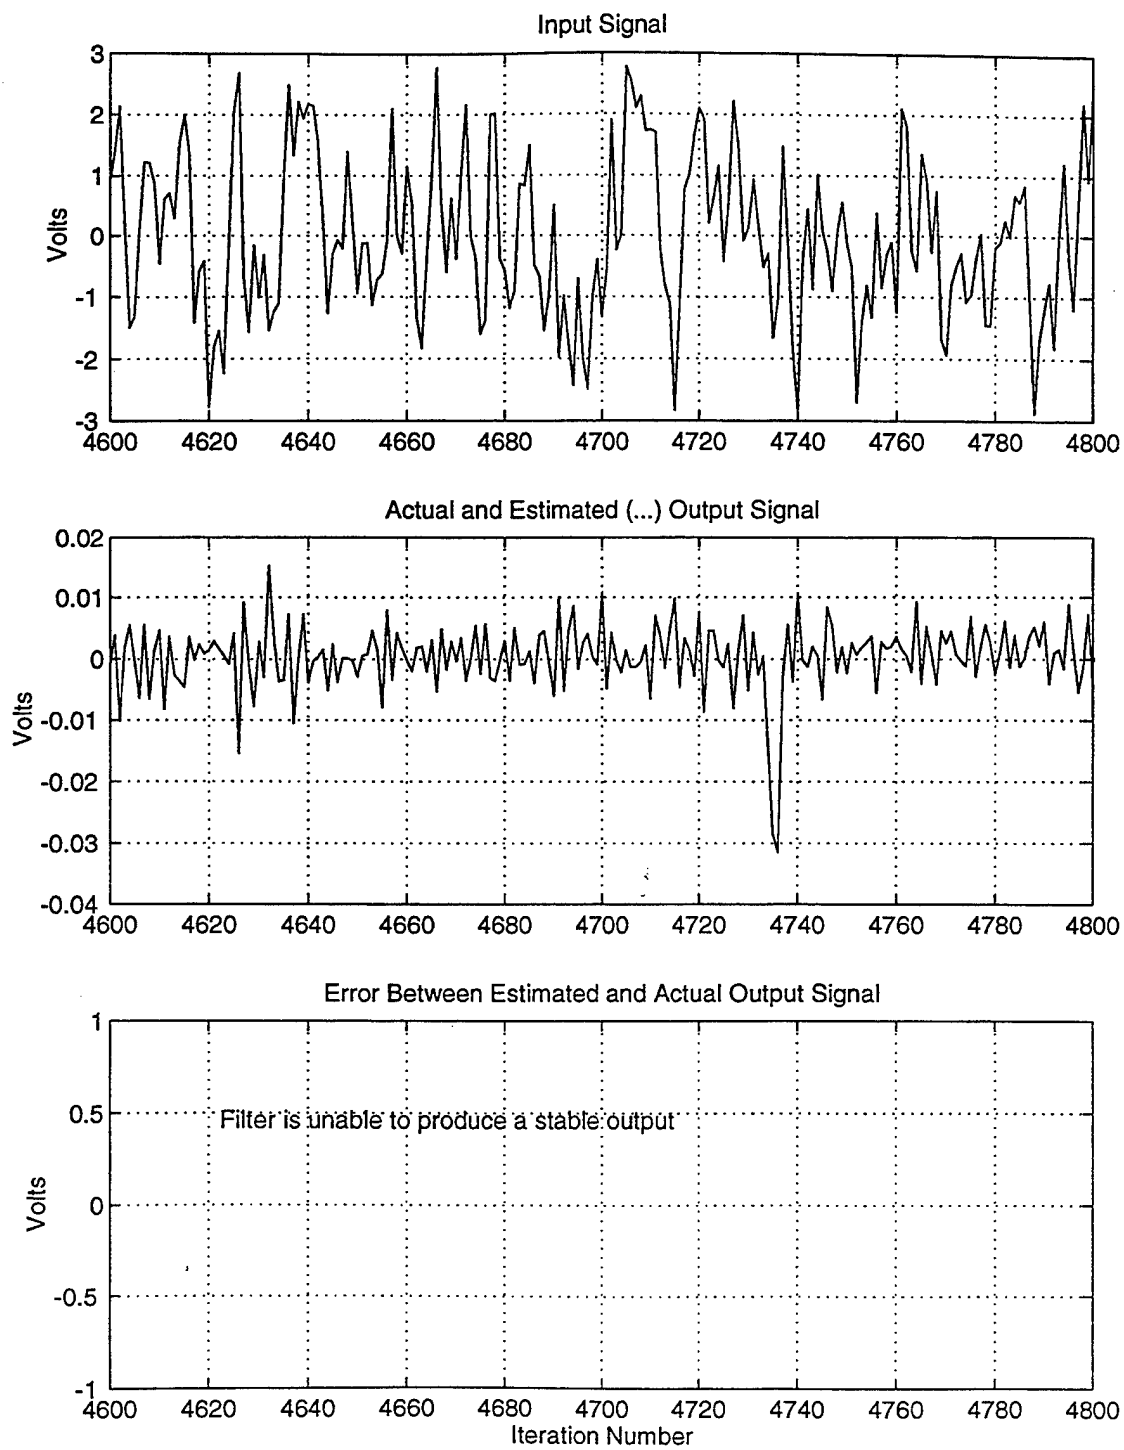 Input Signal
3
2
1
0
-1
-2
-3
Volts
4600 4620 4640 4660 4680 4700 4720 4740 4760 4780 4800
Actual and Estimated (...) Output Signal
0.02
0.01
0
-0.01
-0.02
-0.03
-0.04
Volts
4600 4620 4640 4660 4680 4700 4720 4740 4760 4780 4800
Error Between Estimated and Actual Output Signal
1
0.5
0
-0.5
-1
Volts
Filter is unable to produce a stable output
4600 4620 4640 4660 4680 4700 4720 4740 4760 4780 4800
Iteration Number